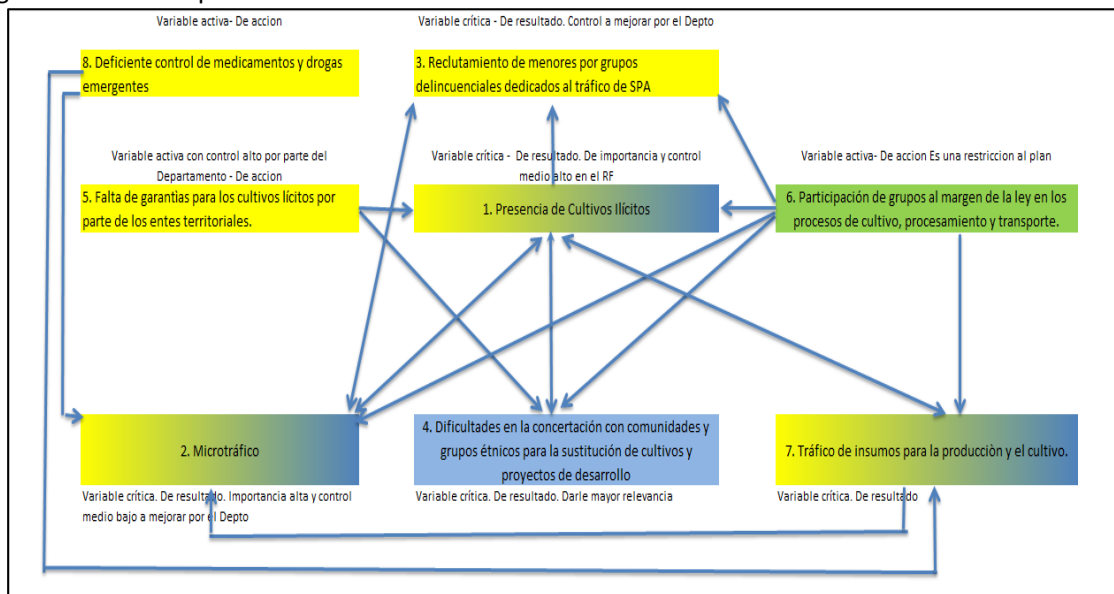 Variable activa- De accion
Variable crítica - De resultado. Control a mejorar por el Depto
8. Deficiente control de medicamentos y drogas
emergentes
3. Reclutamiento de menores por grupos
delincuenciales dedicados al tráfico de SPA
Variable activa con control alto por parte del
Departamento - De accion
Variable crítica -  De resultado. De importancia y control
medio alto en el RF
Variable activa- De accion Es una restriccion al plan
5. Falta de garantìas para los cultivos lícitos por
parte de los entes territoriales.
1. Presencia de Cultivos Ilícitos
6. Participación de grupos al margen de la ley en los
procesos de cultivo, procesamiento y transporte.
2. Microtráfico
4. Dificultades en la concertación con comunidades y
grupos étnicos para la sustitución de cultivos y
proyectos de desarrollo
7. Tráfico de insumos para la producciòn y el cultivo.
Variable crítica. De resultado. Importancia alta y control
medio bajo a mejorar por el Depto
Variable crítica. De resultado. Darle mayor relevancia
Variable crítica. De resultado